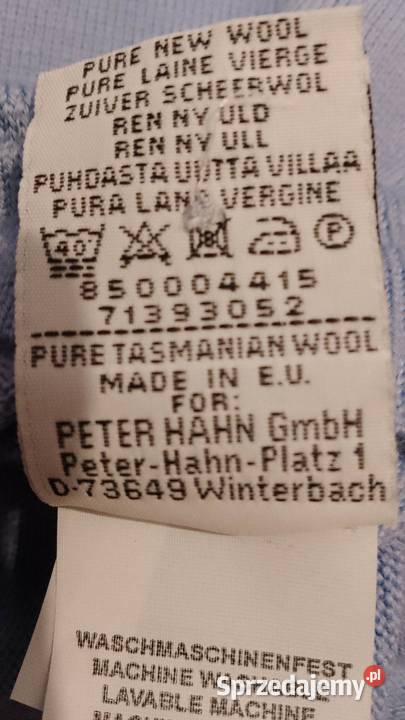 PURE NEW WOOL
PURE LAINE VIERGE
ZUIVER SCHEERWOL
REN NY ULD
REN NY ULL
PUHDASTA UUTTA VILLAA
PURA LANA VERGINE
40 P
850004415
71393052
PURE TASMANIAN WOOL
MADE IN E.U.
FOR:
PETER HAHN GmbH
Peter-Hahn-Platz 1
D-73649 Winterbach
WASCHMASCHINENFEST
MACHINE
LAVABLE MACHINE
Sprzedajemy.pl